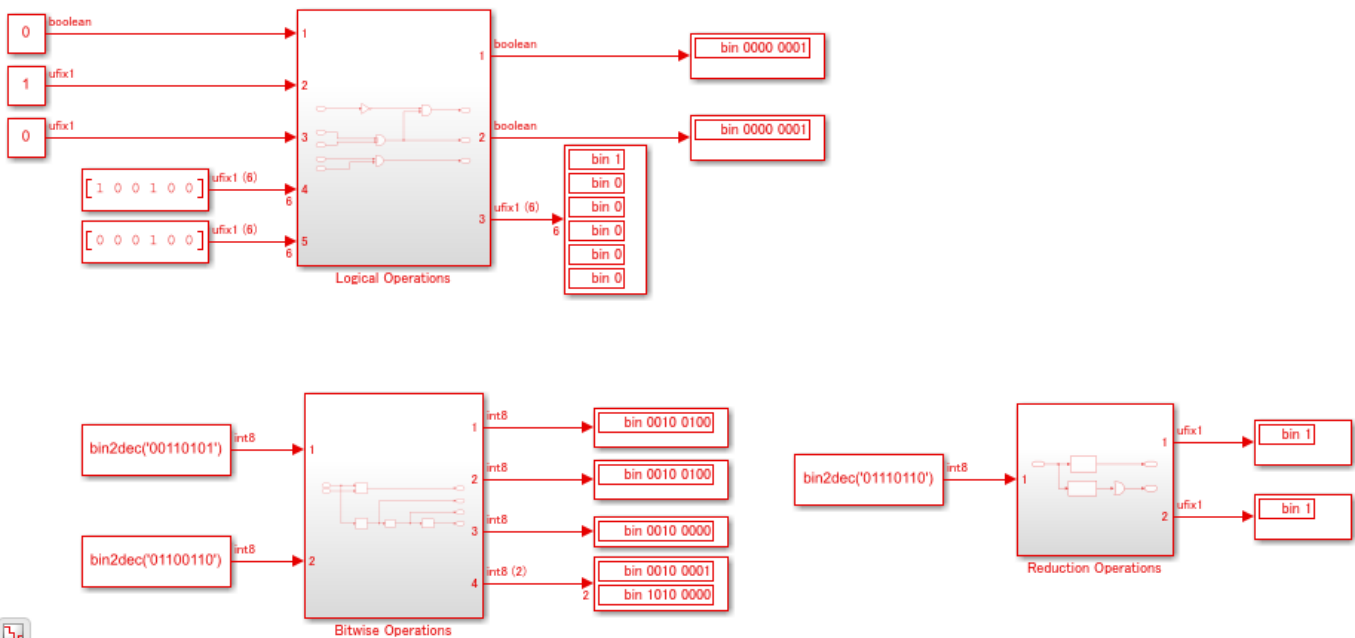 0
boolean
1
ufix1
0
ufix1
[1 0 0 1 0 0]
ufix1 (6)
6
[0 0 0 1 0 0]
ufix1 (6)
6
1
2
3
4
5
1
2
3
Logical Operations
boolean
bin 0000 0001
boolean
bin 0000 0001
ufix1 (6)
6
bin 1
bin 0
bin 0
bin 0
bin 0
bin 0
bin2dec('00110101')
int8
bin2dec('01100110')
int8
1
2
1
2
3
4
Bitwise Operations
int8
bin 0010 0100
int8
bin 0010 0100
int8
bin 0010 0000
int8 (2)
2
bin 0010 0001
bin 1010 0000
bin2dec('01110110')
int8
1
1
2
Reduction Operations
ufix1
bin 1
ufix1
bin 1